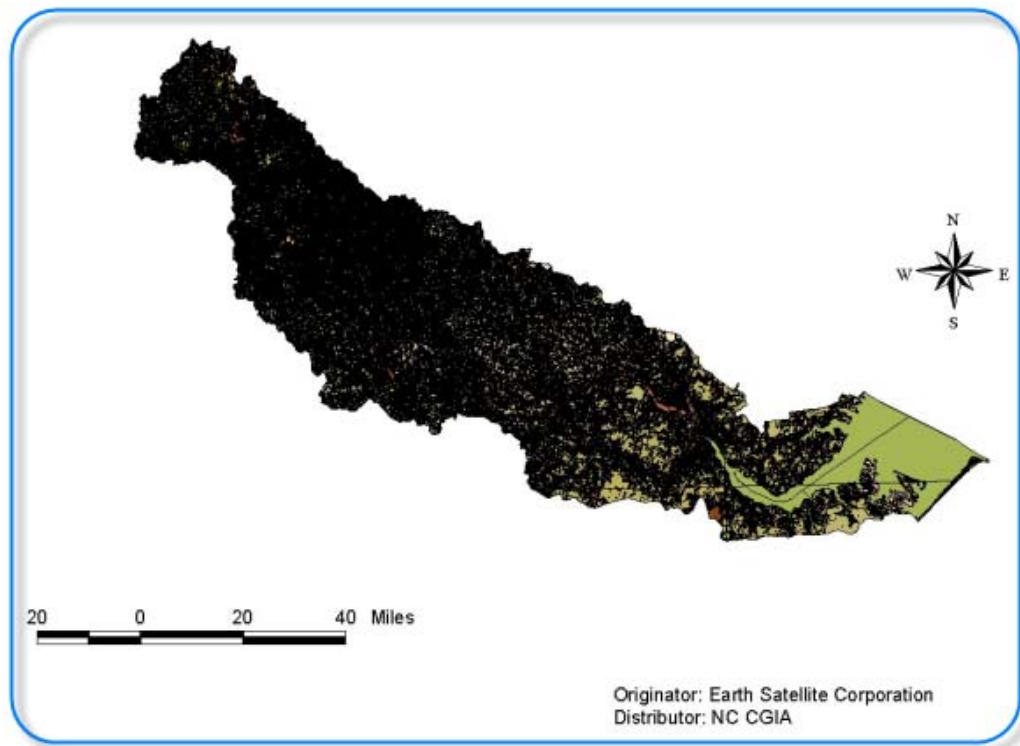 N
W E
S
20 0 20 40 Miles
Originator: Earth Satellite Corporation
Distributor: NC CGIA